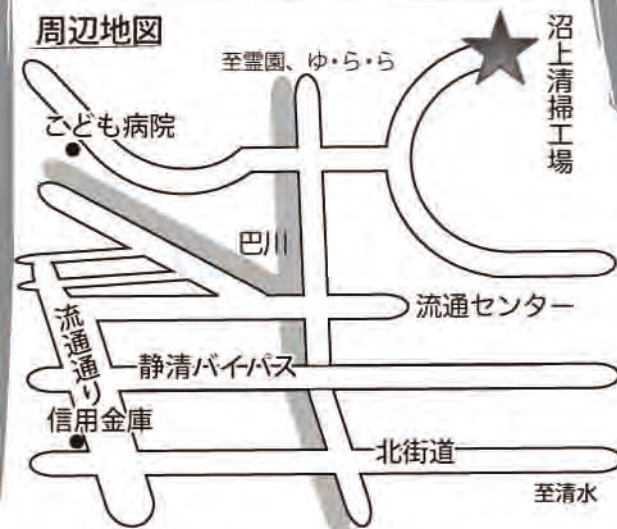 周辺地図
至霊園、ゆ・ら・ら
沼上清掃工場
こども病院
巴川
流通センター
流通通り
静清バイパス
信用金庫
北街道
至清水